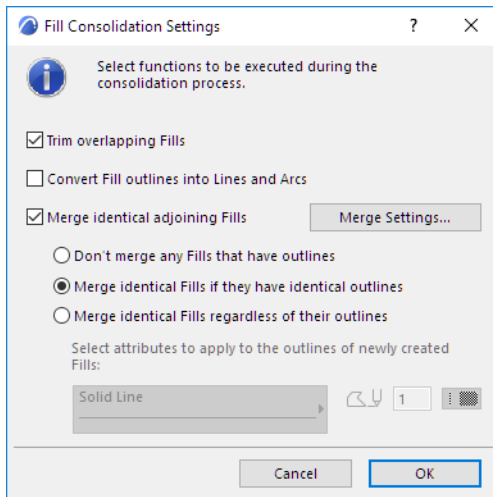 Fill Consolidation Settings
?
Select functions to be executed during the
consolidation process.
Trim overlapping Fills
Convert Fill outlines into Lines and Arcs
Merge identical adjoining Fills
Merge Settings...
Don't merge any Fills that have outlines
Merge identical Fills if they have identical outlines
Merge identical Fills regardless of their outlines
Select attributes to apply to the outlines of newly created
Fills:
Solid Line
1
Cancel
OK